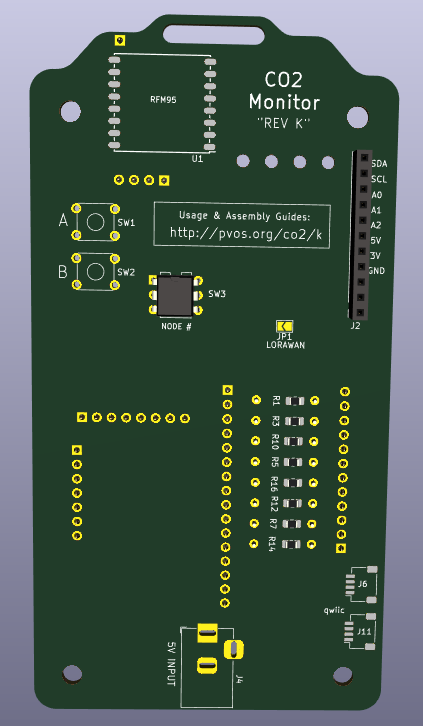 CO2
Monitor
"REV K"
RFM95
U1
SDA
SCL
A0
A1
A2
5V
3V
GND
J2
A
SW1
B
SW2
Usage & Assembly Guides:
http://pvos.org/co2/k
SW3
NODE #
JP1
LORAWAN
R1
R3
R10
R5
R16
R12
R7
R14
J6
qwiic
J11
5V INPUT
J4